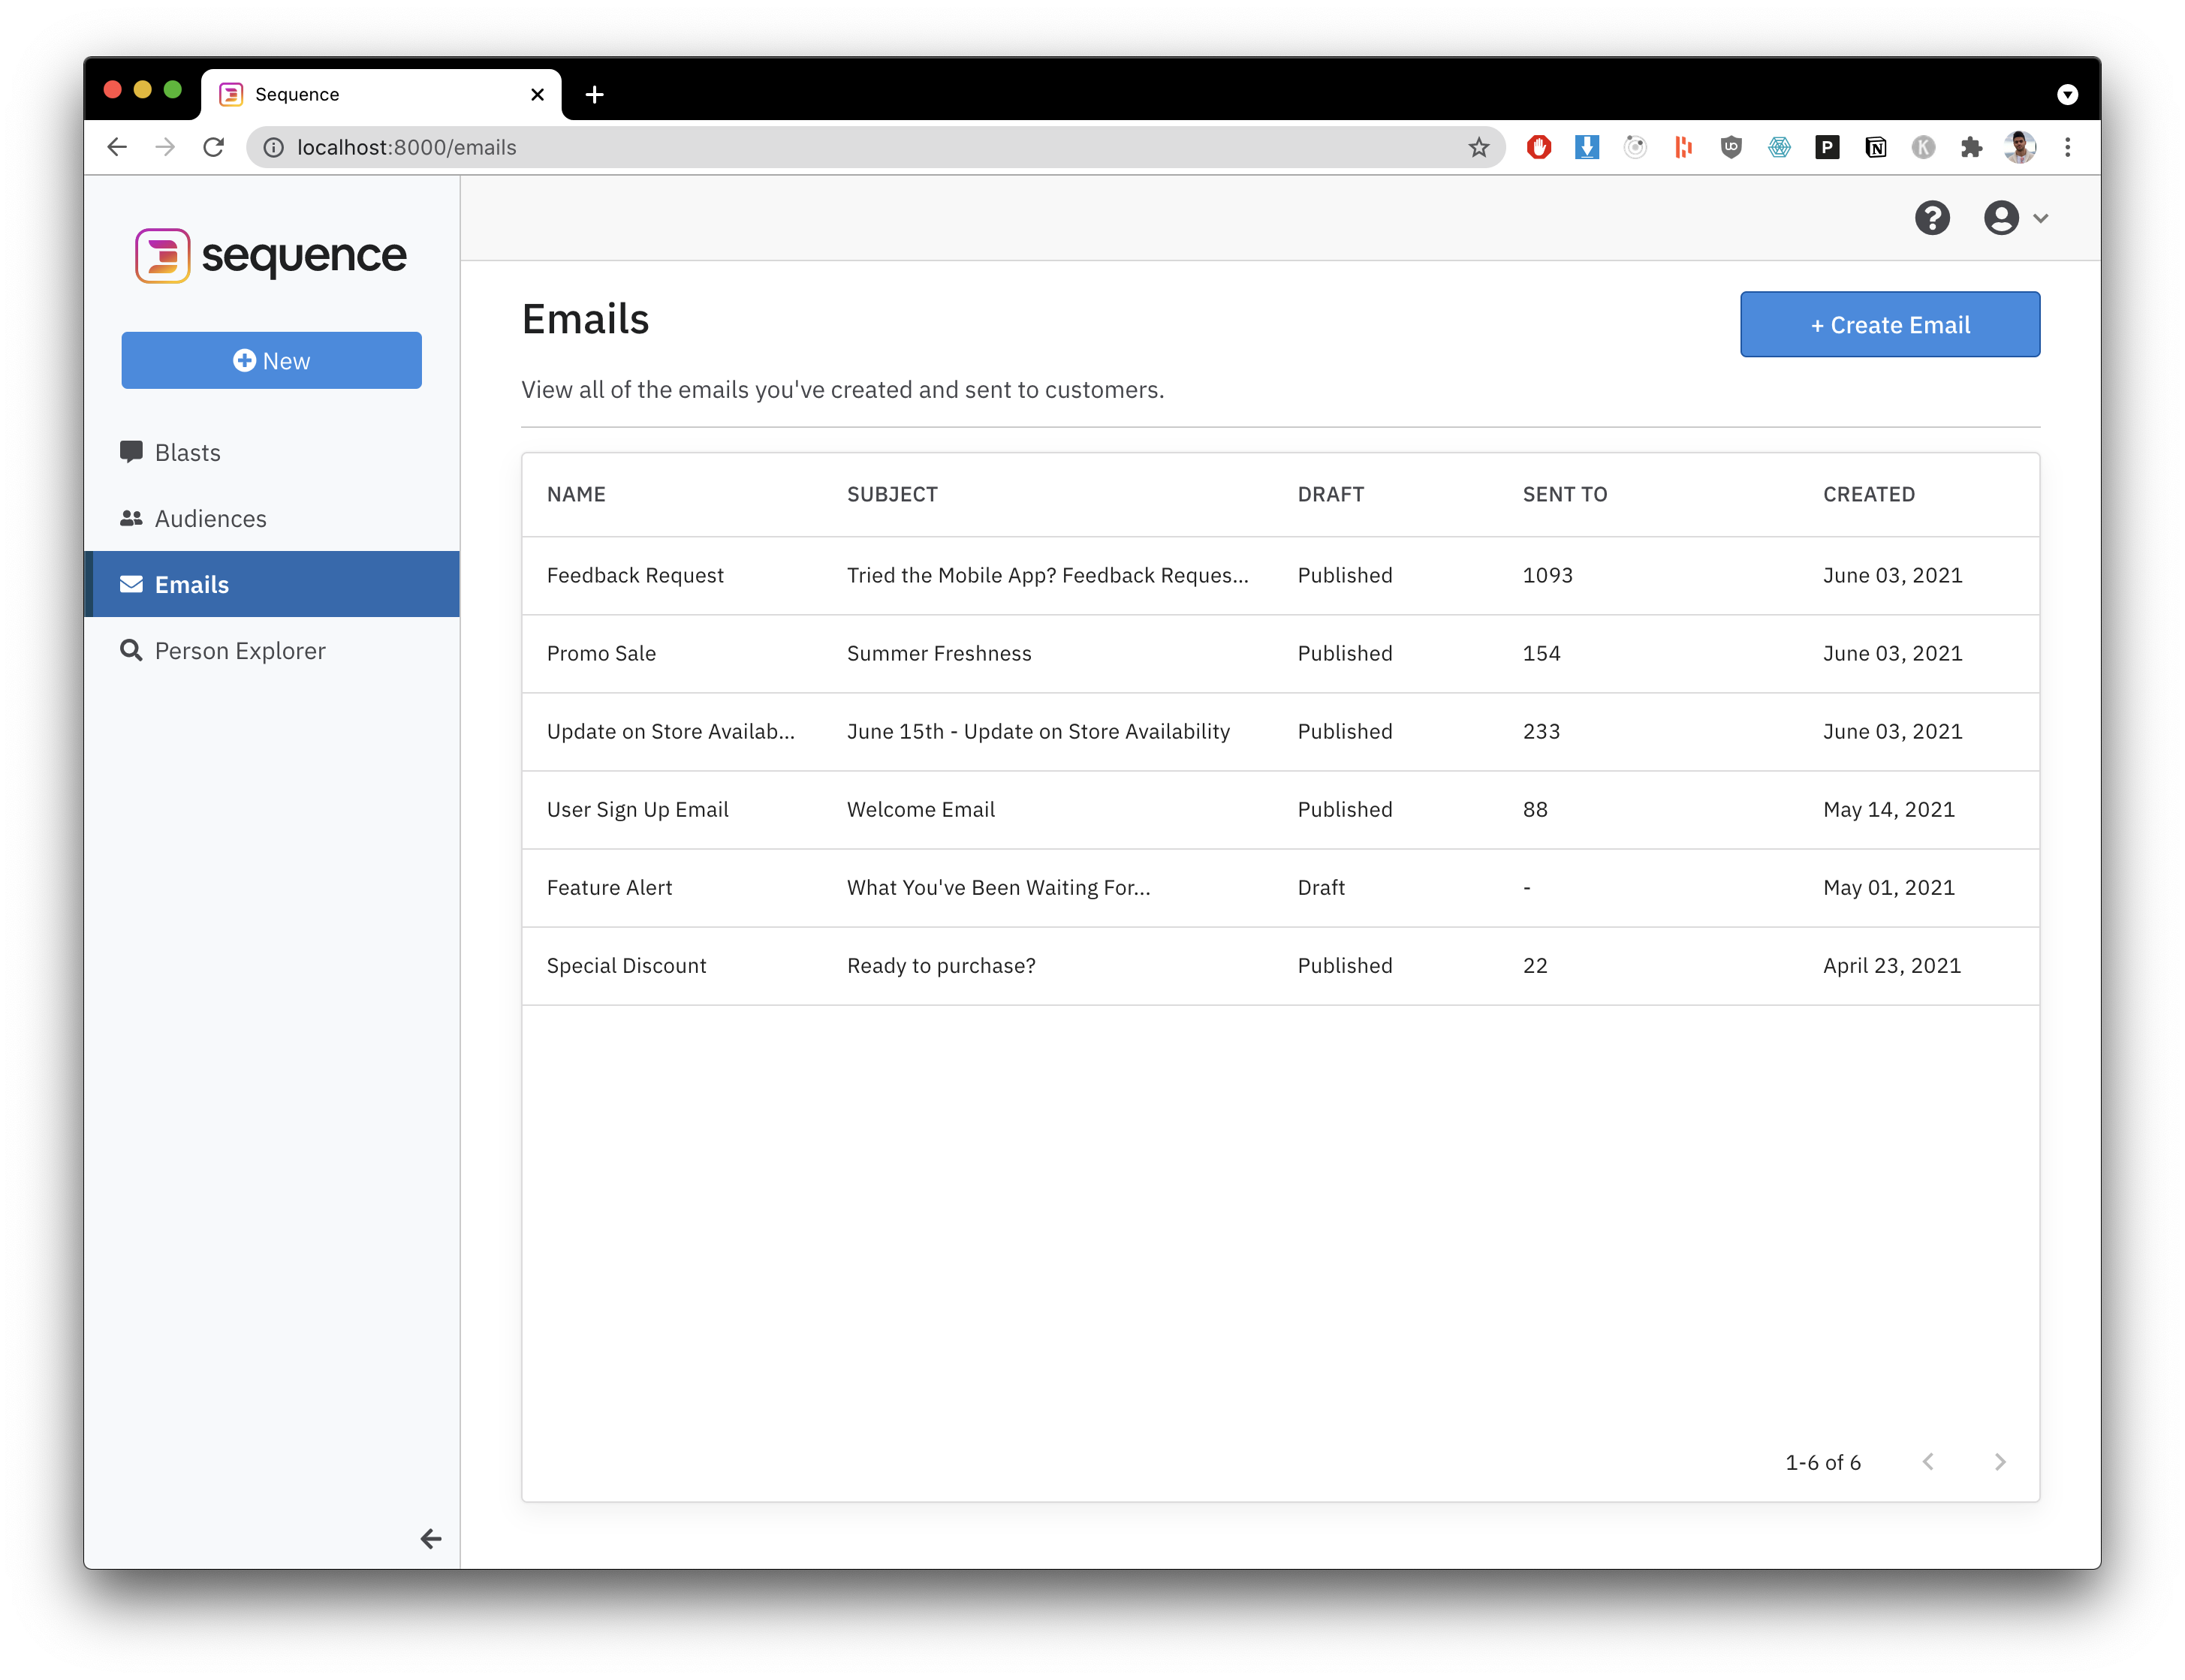 Sequence
localhost:8000/emails
sequence
New
Blasts
Audiences
Emails
Person Explorer
Emails
+ Create Email
View all of the emails you've created and sent to customers.
NAME SUBJECT DRAFT SENT TO CREATED
Feedback Request Tried the Mobile App? Feedback Reques... Published 1093 June 03, 2021
Promo Sale Summer Freshness Published 154 June 03, 2021
Update on Store Availab... June 15th - Update on Store Availability Published 233 June 03, 2021
User Sign Up Email Welcome Email Published 88 May 14, 2021
Feature Alert What You've Been Waiting For... Draft - May 01, 2021
Special Discount Ready to purchase? Published 22 April 23, 2021
1-6 of 6